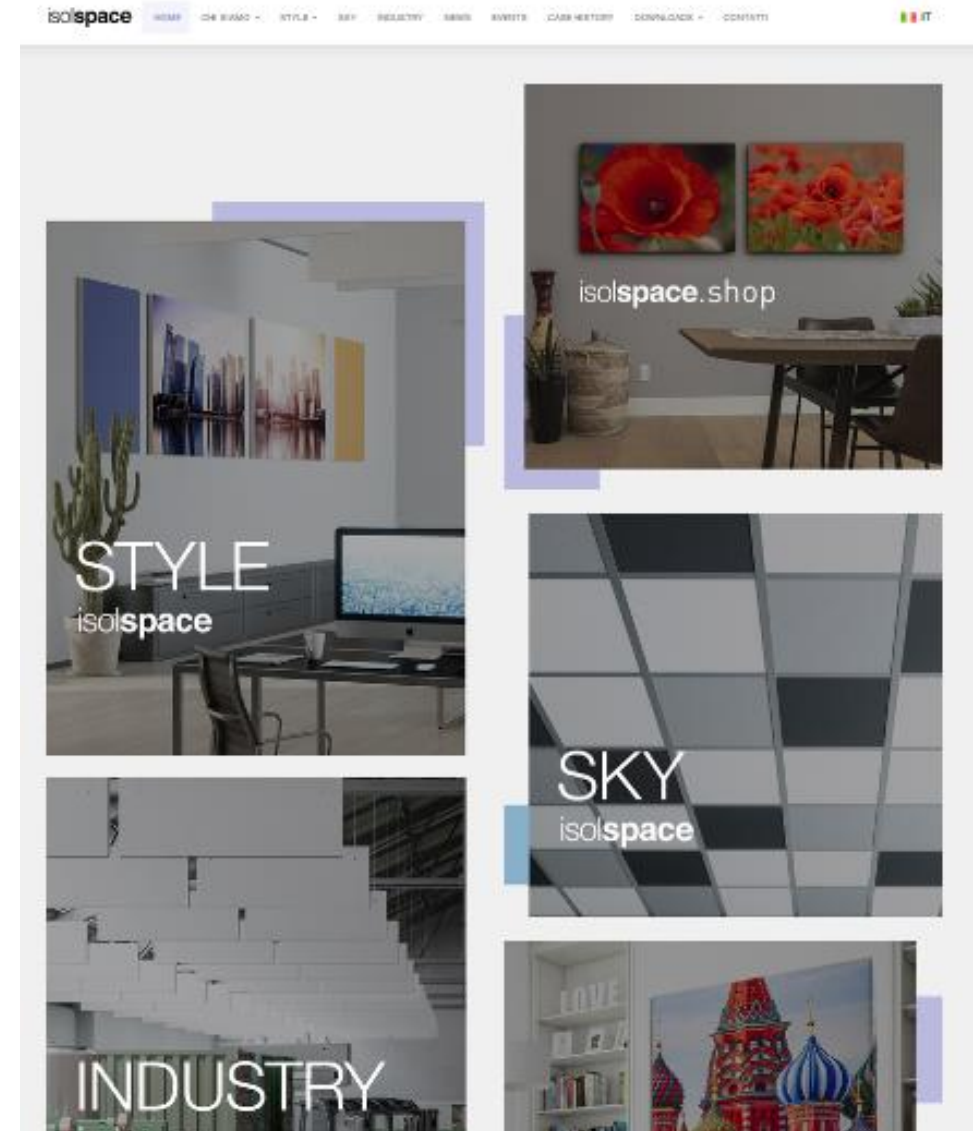 isolspace HOME CHI SIAMO STYLE SKY INDUSTRY NEWS EVENTS CASE HISTORY DOWNLOADS CONTATTI IT
isolspace.shop
STYLE
isolspace
SKY
isolspace
LOVE
INDUSTRY